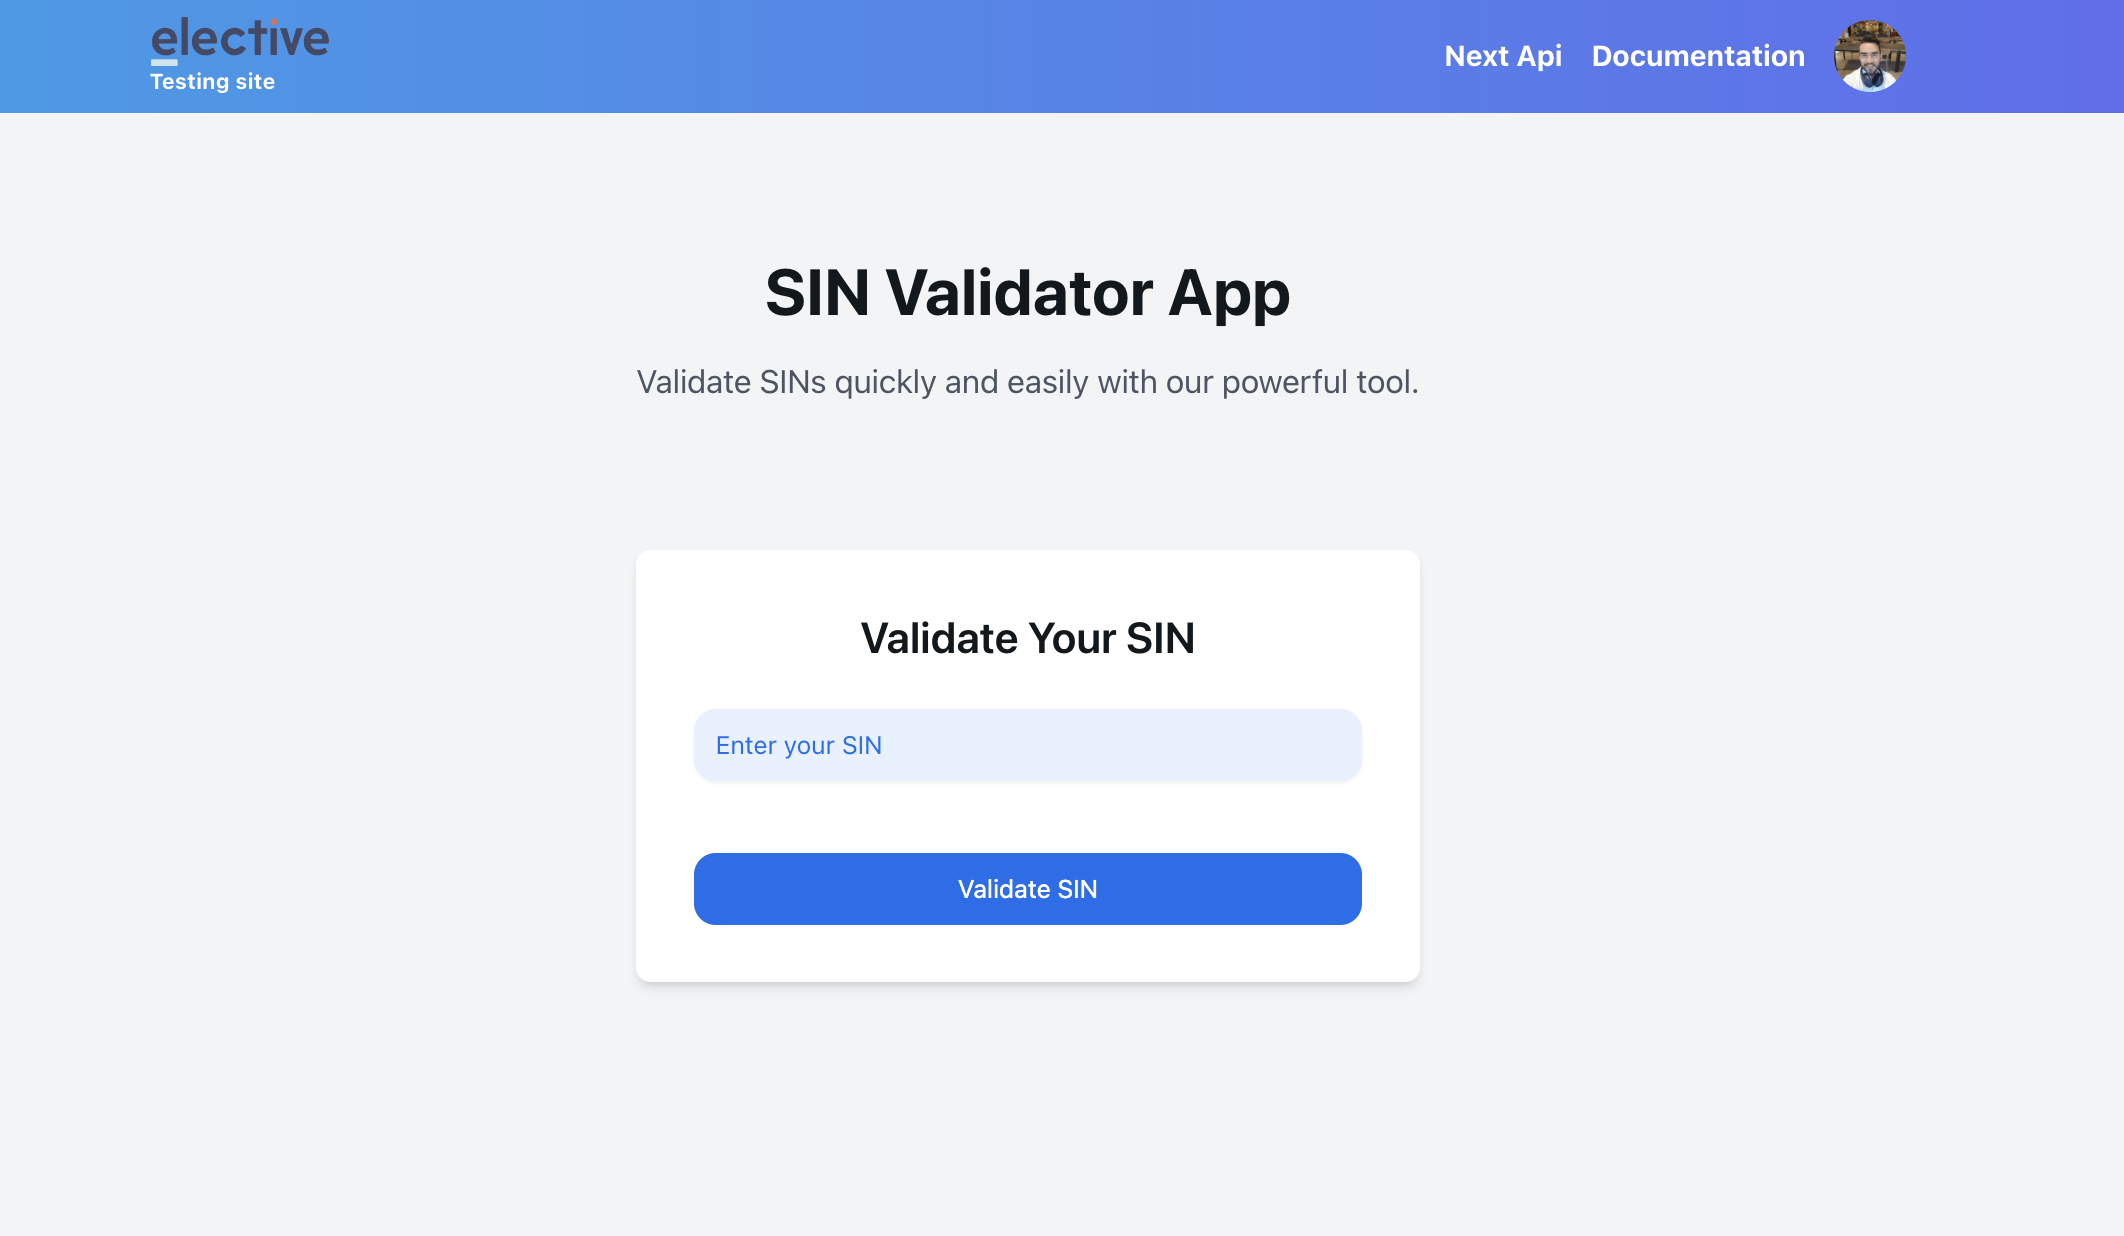 elective
Testing site
Next Api
Documentation
SIN Validator App
Validate SINs quickly and easily with our powerful tool.
Validate Your SIN
Enter your SIN
Validate SIN